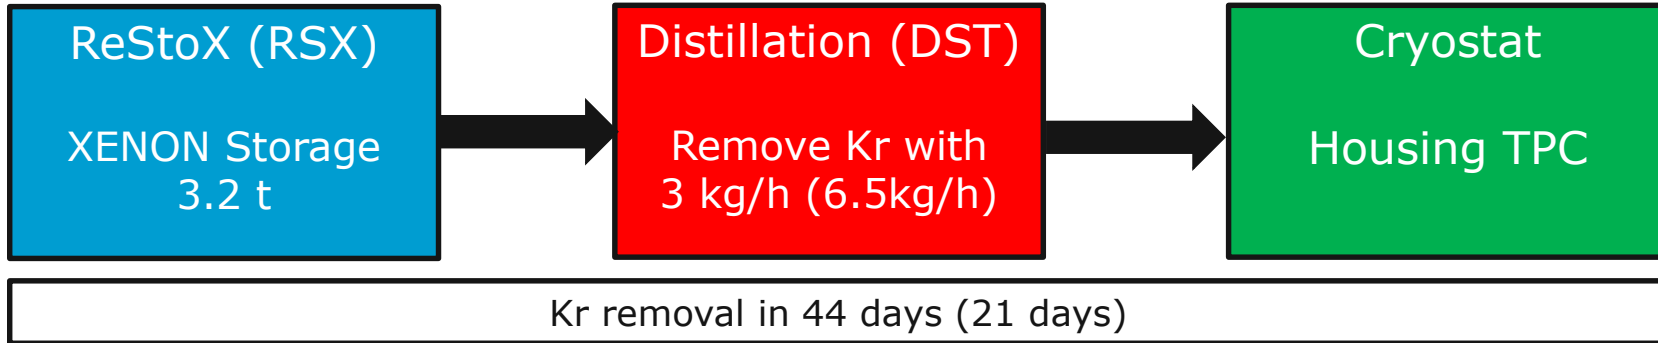 ReStoX (RSX)
XENON Storage
3.2 t
Distillation (DST)
Remove Kr with
3 kg/h (6.5kg/h)
Cryostat
Housing TPC
Kr removal in 44 days (21 days)